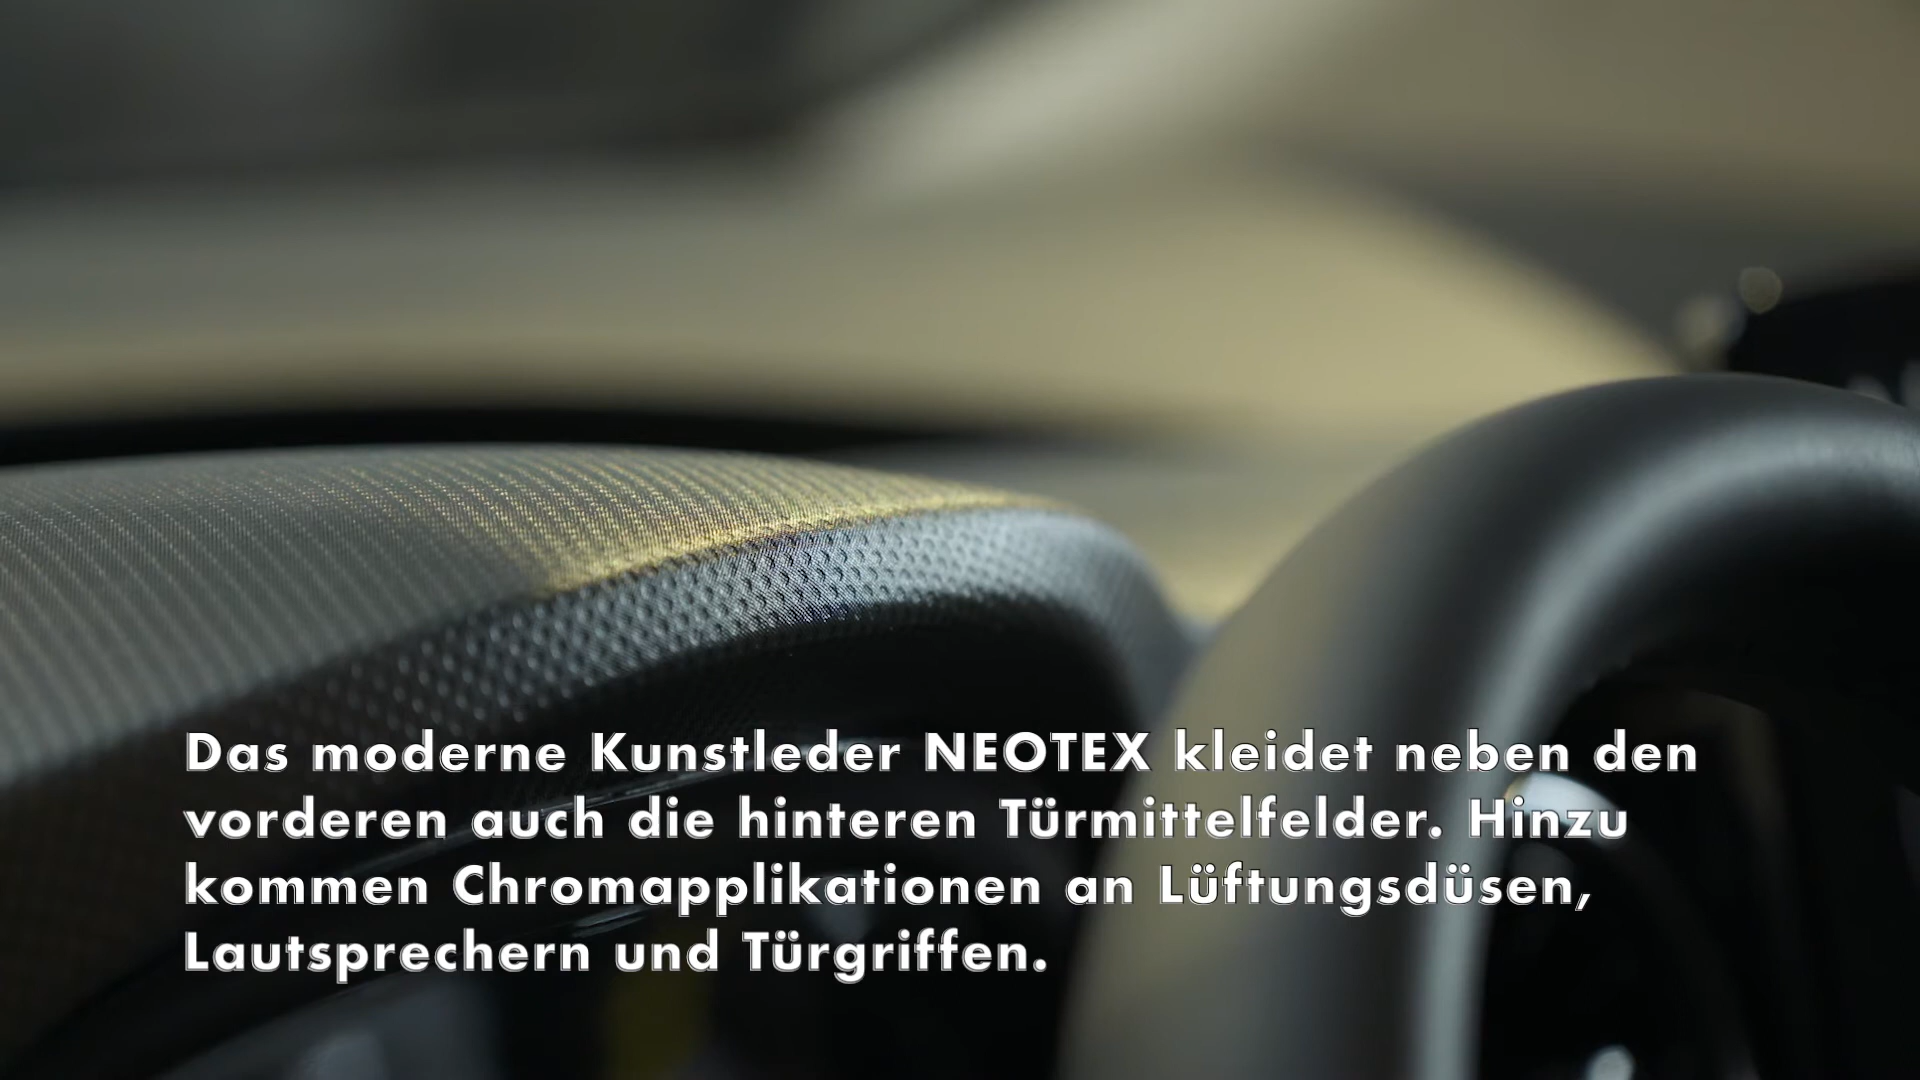 Das moderne Kunstleder NEOTEX kleidet neben den
vorderen auch die hinteren Türmittelfelder. Hinzu
kommen Chromapplikationen an Lüftungsdüsen,
Lautsprechern und Türgriffen.